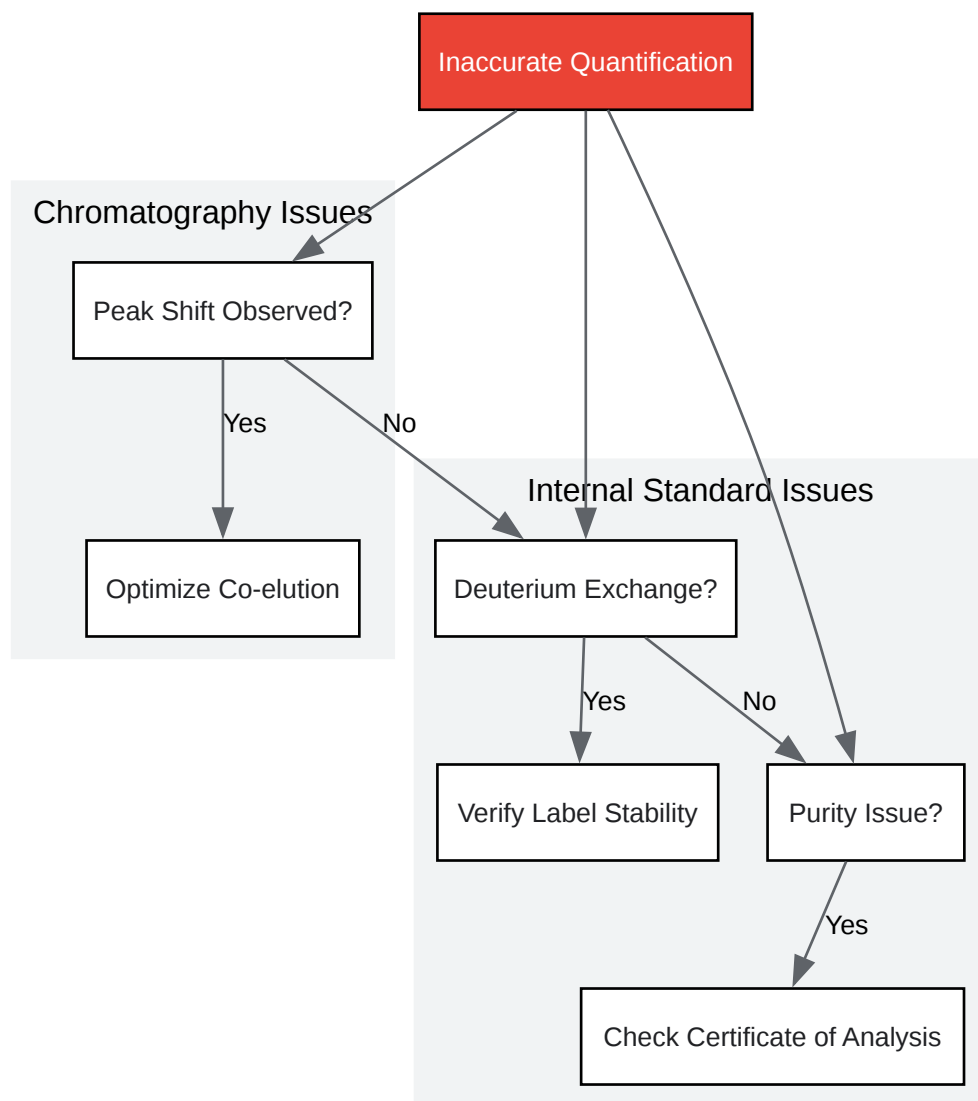 Inaccurate Quantification
Chromatography Issues
Peak Shift Observed?
Yes
No
Internal Standard Issues
Optimize Co-elution
Deuterium Exchange?
Yes
No
Verify Label Stability
Purity Issue?
Yes
Check Certificate of Analysis